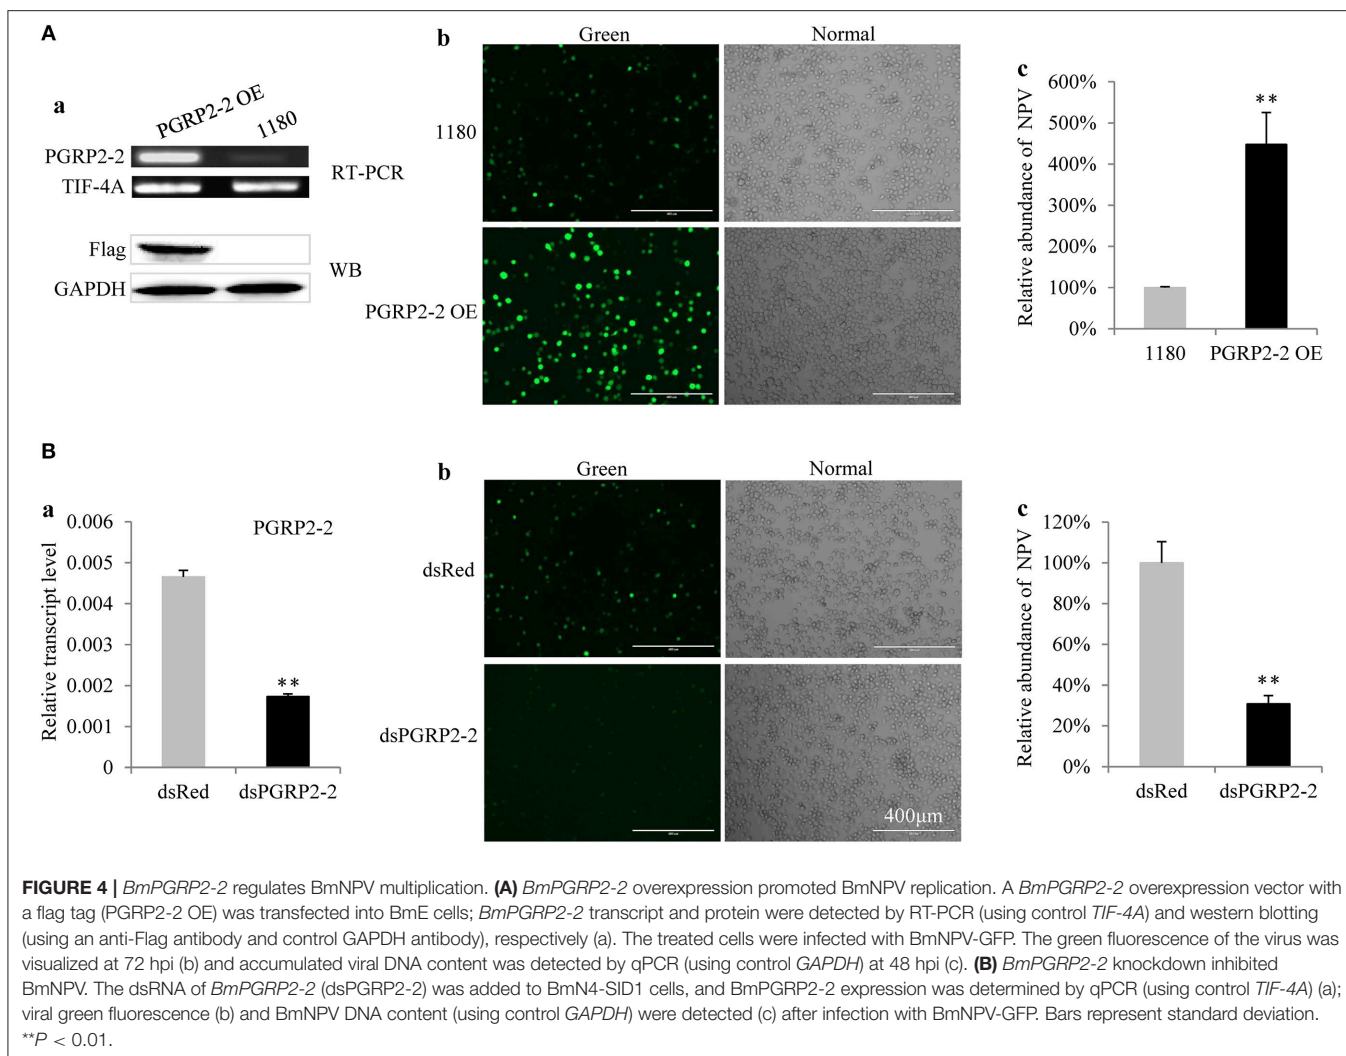 A
a
PGRP2-2 OE
1180
PGRP2-2
TIF-4A
RT-PCR
Flag
GAPDH
WB
b
Green
Normal
1180
PGRP2-2 OE
c
Relative abundance of NPV
600%
500%
400%
300%
200%
100%
0%
**
1180
PGRP2-2 OE
B
a
Relative transcript level
0.006
0.005
0.004
0.003
0.002
0.001
0
PGRP2-2
**
dsRed
dsPGRP2-2
b
Green
Normal
dsRed
dsPGRP2-2
400μm
c
Relative abundance of NPV
120%
100%
80%
60%
40%
20%
0%
**
dsRed
dsPGRP2-2
FIGURE 4 | BmPGRP2-2 regulates BmNPV multiplication. (A) BmPGRP2-2 overexpression promoted BmNPV replication. A BmPGRP2-2 overexpression vector with
a flag tag (PGRP2-2 OE) was transfected into BmE cells; BmPGRP2-2 transcript and protein were detected by RT-PCR (using control TIF-4A) and western blotting
(using an anti-Flag antibody and control GAPDH antibody), respectively (a). The treated cells were infected with BmNPV-GFP. The green fluorescence of the virus was
visualized at 72 hpi (b) and accumulated viral DNA content was detected by qPCR (using control GAPDH) at 48 hpi (c). (B) BmPGRP2-2 knockdown inhibited
BmNPV. The dsRNA of BmPGRP2-2 (dsPGRP2-2) was added to BmN4-SID1 cells, and BmPGRP2-2 expression was determined by qPCR (using control TIF-4A) (a);
viral green fluorescence (b) and BmNPV DNA content (using control GAPDH) were detected (c) after infection with BmNPV-GFP. Bars represent standard deviation.
**P < 0.01.